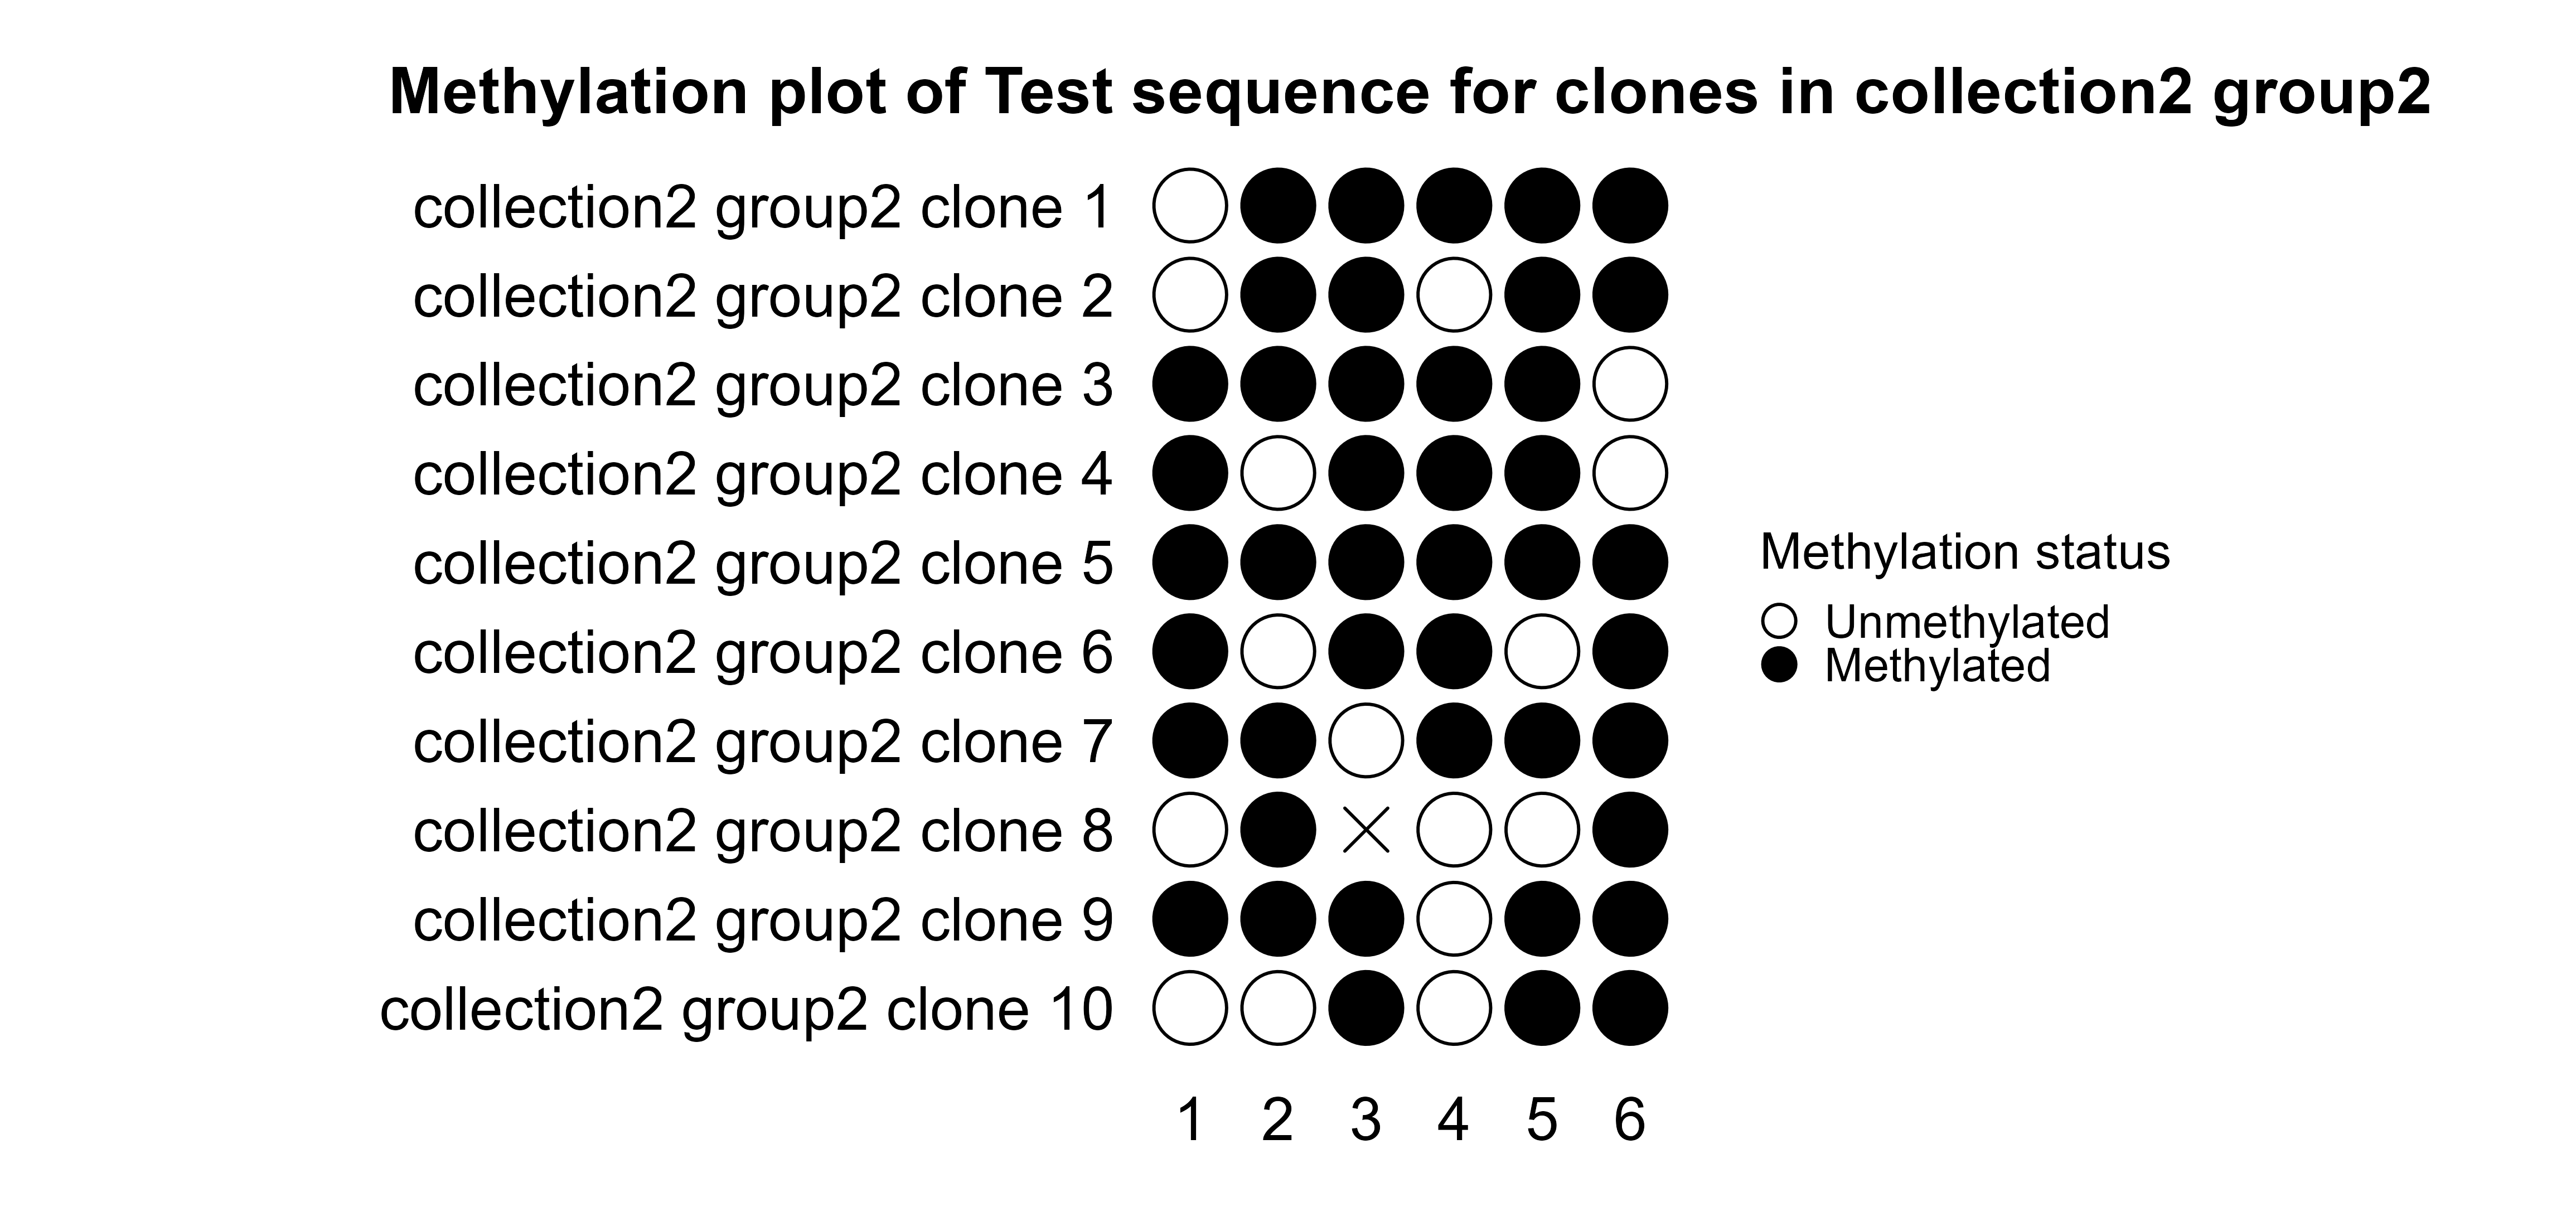 Methylation plot of Test sequence for clones in collection2 group2
collection2 group2 clone 1
collection2 group2 clone 2
collection2 group2 clone 3
collection2 group2 clone 4
collection2 group2 clone 5
collection2 group2 clone 6
collection2 group2 clone 7
collection2 group2 clone 8
collection2 group2 clone 9
collection2 group2 clone 10
1 2 3 4 5 6
Methylation status
Unmethylated
Methylated